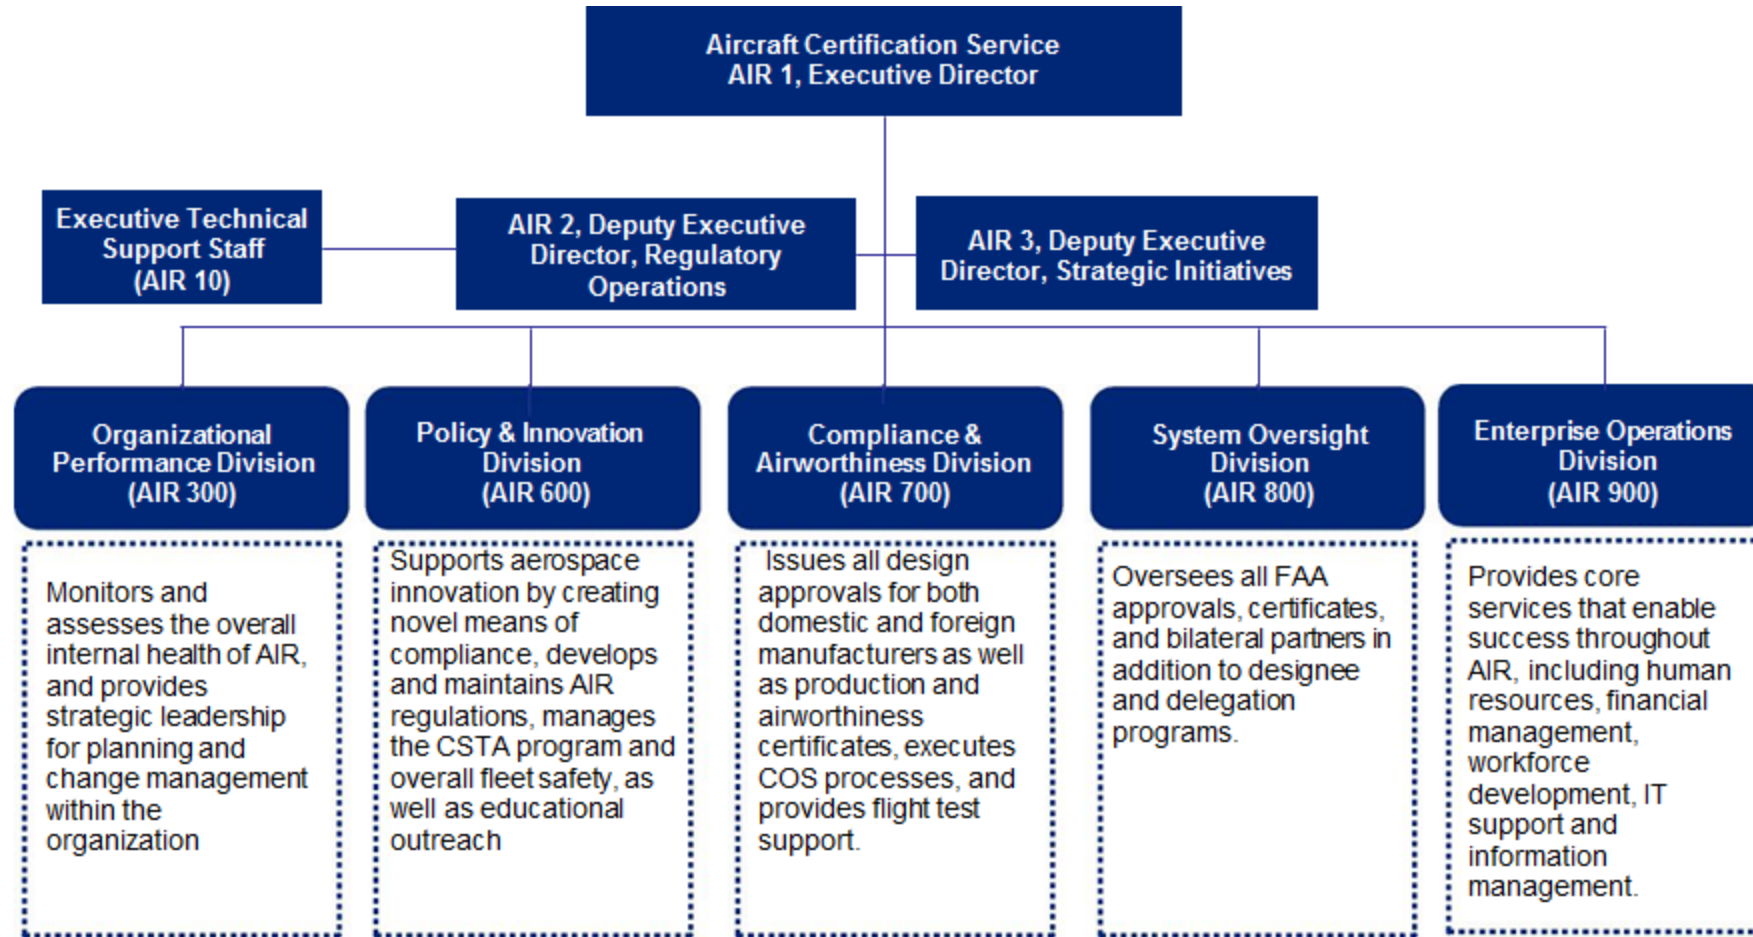 Aircraft Certification Service
AIR 1, Executive Director
Executive Technical
Support Staff
(AIR 10)
AIR 2, Deputy Executive
Director, Regulatory
Operations
AIR 3, Deputy Executive
Director, Strategic Initiatives
Organizational
Performance Division
(AIR 300)
Policy & Innovation
Division
(AIR 600)
Compliance &
Airworthiness Division
(AIR 700)
System Oversight
Division
(AIR 800)
Enterprise Operations
Division
(AIR 900)
Monitors and
assesses the overall
internal health of AIR,
and provides
strategic leadership
for planning and
change management
within the
organization
Supports aerospace
innovation by creating
novel means of
compliance, develops
and maintains AIR
regulations, manages
the CSTA program and
overall fleet safety, as
well as educational
outreach
Issues all design
approvals for both
domestic and foreign
manufacturers as well
as production and
airworthiness
certificates, executes
COS processes, and
provides flight test
support.
Oversees all FAA
approvals, certificates,
and bilateral partners in
addition to designee
and delegation
programs.
Provides core
services that enable
success throughout
AIR, including human
resources, financial
management,
workforce
development, IT
support and
information
management.